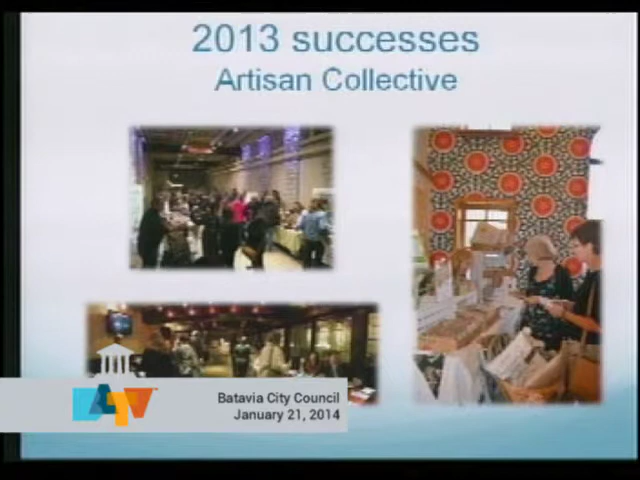 2013 successes
Artisan Collective
BATV
Batavia City Council
January 21, 2014